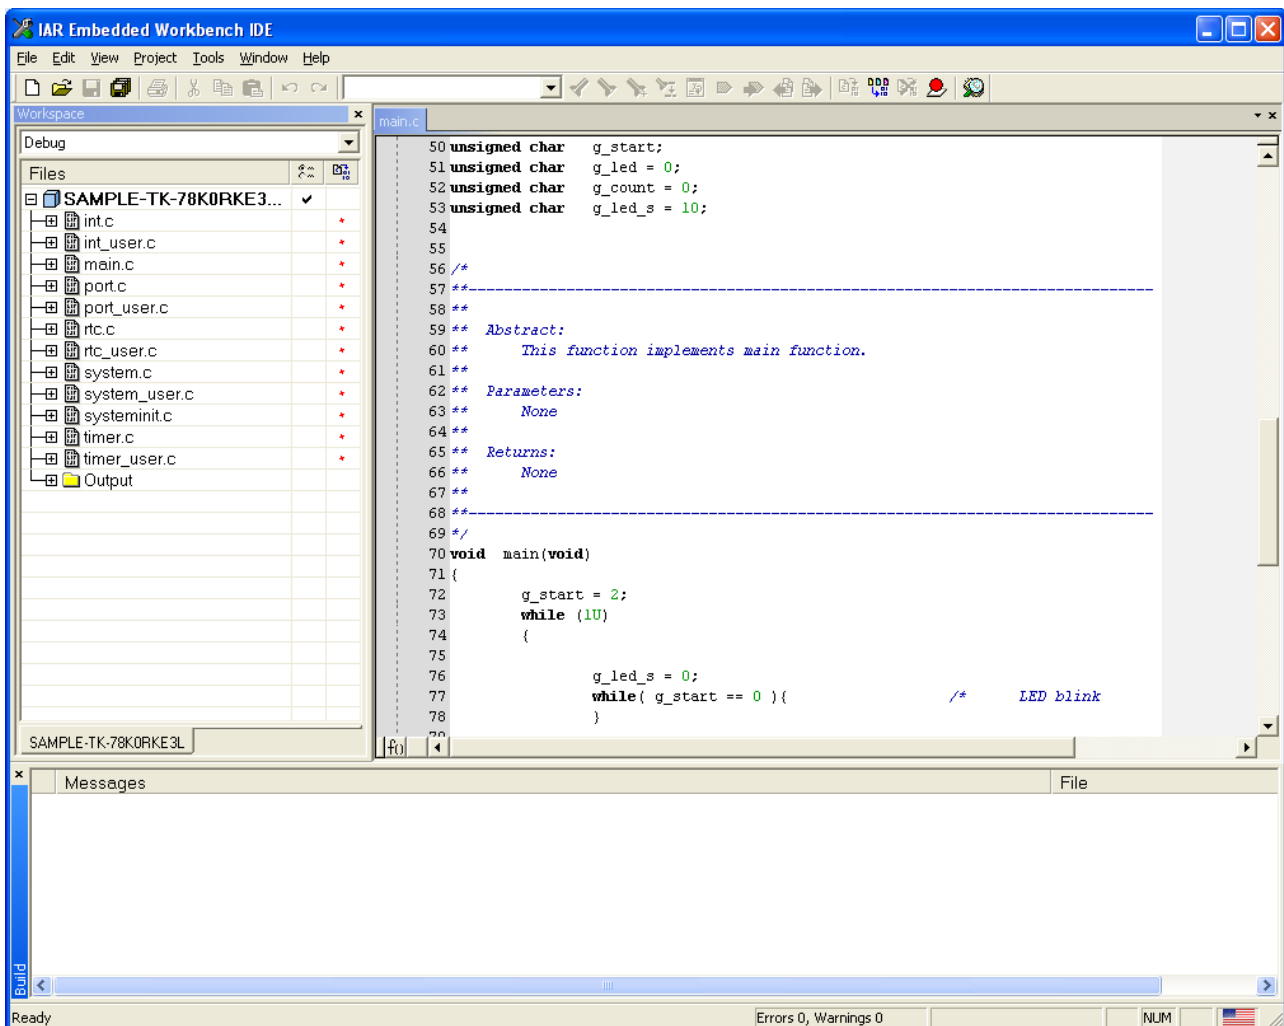 IAR Embedded Workbench IDE
File Edit View Project Tools Window Help
Workspace
Debug
Files
SAMPLE-TK-78K0RKE3...
int.c
int_user.c
main.c
port.c
port_user.c
rtc.c
rtc_user.c
system.c
system_user.c
systeminit.c
timer.c
timer_user.c
Output
SAMPLE-TK-78K0RKE3L
main.c
50 unsigned char g_start;
51 unsigned char g_led = 0;
52 unsigned char g_count = 0;
53 unsigned char g_led_s = 10;
54
55
56 /*
57 **----------------------------------------------------------------------------
58 **
59 ** Abstract:
60 ** This function implements main function.
61 **
62 ** Parameters:
63 ** None
64 **
65 ** Returns:
66 ** None
67 **
68 **----------------------------------------------------------------------------
69 */
70 void main(void)
71 {
72 g_start = 2;
73 while (1U)
74 {
75
76 g_led_s = 0;
77 while( g_start == 0 ){ /* LED blink
78 }
79
f()
Messages File
Build
Ready Errors 0, Warnings 0 NUM